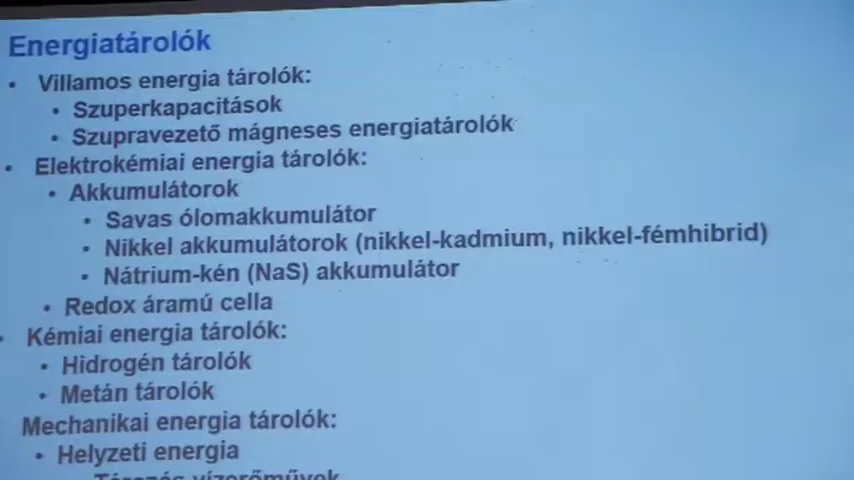 Energiatárolók
• Villamos energia tárolók:
• Szuperkapacitások
• Szupravezető mágneses energiatárolók
• Elektrokémiai energia tárolók:
• Akkumulátorok
• Savas ólomakkumulátor
• Nikkel akkumulátorok (nikkel-kadmium, nikkel-fémhibrid)
• Nátrium-kén (NaS) akkumulátor
• Redox áramú cella
• Kémiai energia tárolók:
• Hidrogén tárolók
• Metán tárolók
Mechanikai energia tárolók:
• Helyzeti energia
Tározós vízerőművek